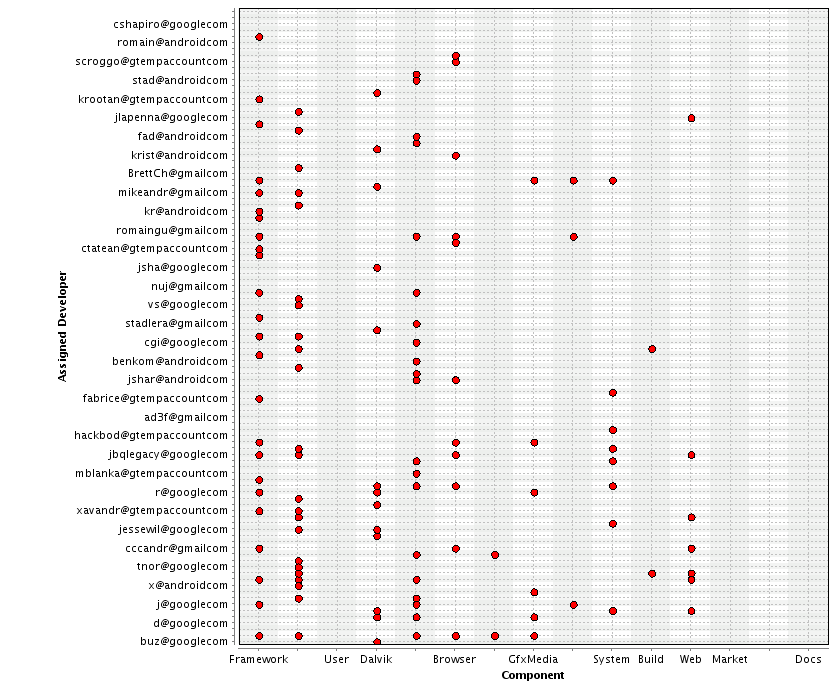 cshapiro@googlecom
romain@androidcom
scroggo@gtempaccountcom
stad@androidcom
krootan@gtempaccountcom
jlapenna@googlecom
fad@androidcom
krist@androidcom
BrettCh@gmailcom
mikeandr@gmailcom
kr@androidcom
romaingu@gmailcom
ctatean@gtempaccountcom
jsha@googlecom
nuj@gmailcom
vs@googlecom
stadlera@gmailcom
cgi@googlecom
benkom@androidcom
jshar@androidcom
fabrice@gtempaccountcom
ad3f@gmailcom
hackbod@gtempaccountcom
jbqlegacy@googlecom
mblanka@gtempaccountcom
r@googlecom
xavandr@gtempaccountcom
jessewil@googlecom
cccandr@gmailcom
tnor@googlecom
x@androidcom
j@googlecom
d@googlecom
buz@googlecom
Assigned Developer
Framework User Dalvik Browser GfxMedia System Build Web Market Docs
Component